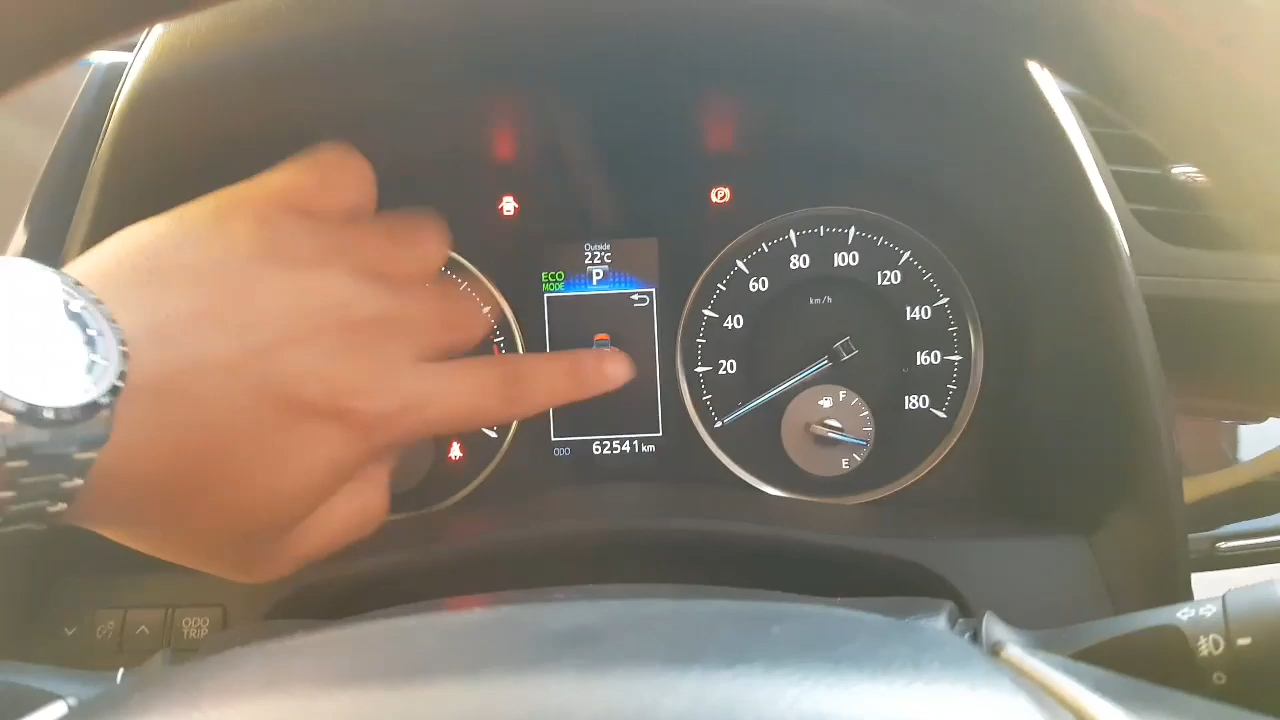 Outside
22°C
P
ECO
MODE
ODO
62541 km
P
20
40
60
80
100
120
140
160
180
km/h
F
E
ODO
TRIP